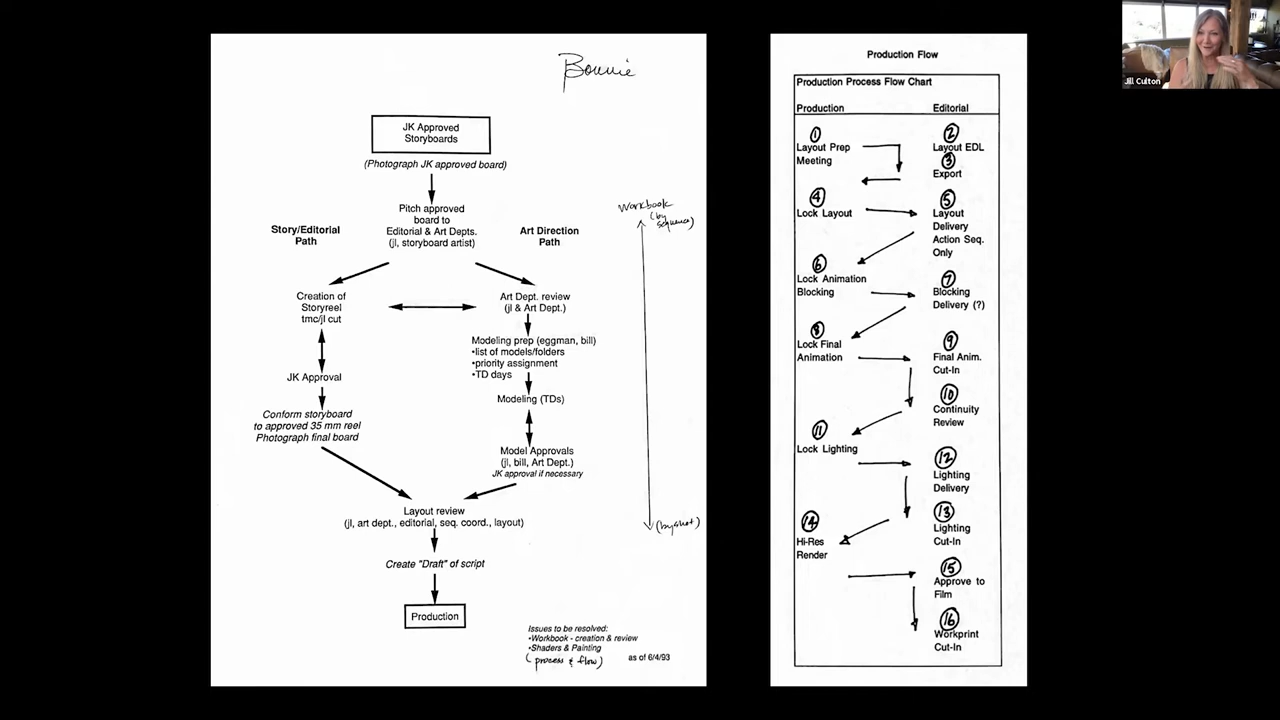 Bonnie
JK Approved
Storyboards
(Photograph JK approved board)
Pitch approved
board to
Editorial & Art Depts.
(jl, storyboard artist)
Story/Editorial
Path
Art Direction
Path
Workbook
(by
sequence)
Creation of
Storyreel
tmc/jl cut
JK Approval
Conform storyboard
to approved 35 mm reel
Photograph final board
Art Dept. review
(jl & Art Dept.)
Modeling prep (eggman, bill)
•list of models/folders
•priority assignment
•TD days
Modeling (TDs)
Model Approvals
(jl, bill, Art Dept.)
JK approval if necessary
(by shot)
Layout review
(jl, art dept., editorial, seq. coord., layout)
Create "Draft" of script
Production
Issues to be resolved:
•Workbook - creation & review
•Shaders & Painting
(process & flow)
as of 6/4/93
Production Flow
Production Process Flow Chart
Production
Editorial
1
Layout Prep
Meeting
2
Layout EDL
3
Export
4
Lock Layout
5
Layout
Delivery
Action Seq.
Only
6
Lock Animation
Blocking
7
Blocking
Delivery (?)
8
Lock Final
Animation
9
Final Anim.
Cut-In
10
Continuity
Review
11
Lock Lighting
12
Lighting
Delivery
13
Lighting
Cut-In
14
Hi-Res
Render
15
Approve to
Film
16
Workprint
Cut-In
Jill Culton